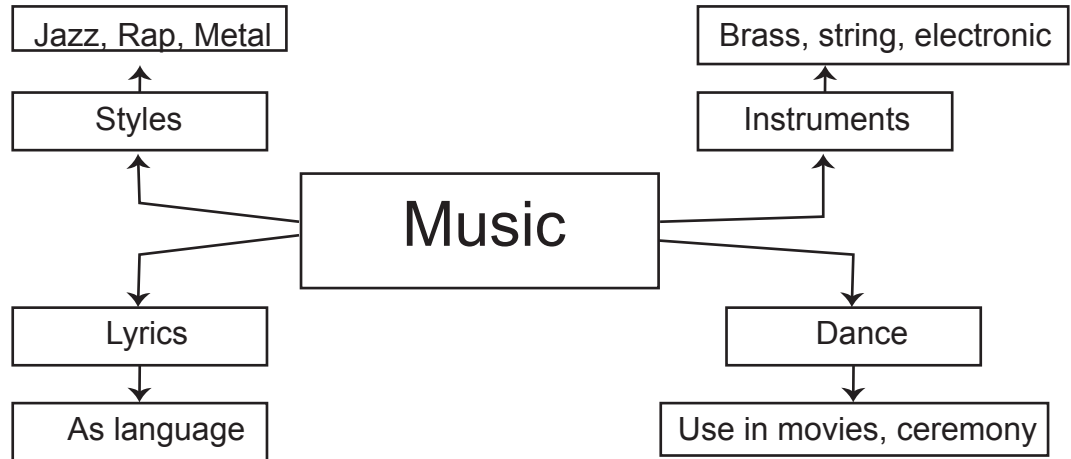 Jazz, Rap, Metal
Brass, string, electronic
Styles
Instruments
Music
Lyrics
Dance
As language
Use in movies, ceremony